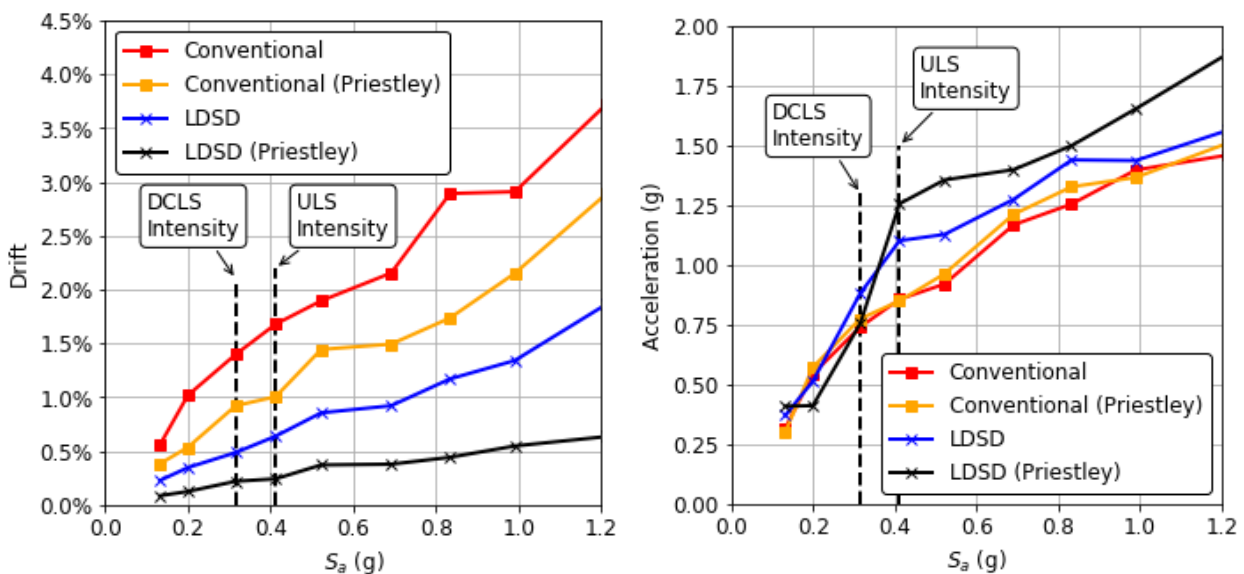 4.5%
4.0%
3.5%
3.0%
2.5%
2.0%
1.5%
1.0%
0.5%
0.0%
Drift
Conventional
Conventional (Priestley)
LDSD
LDSD (Priestley)
DCLS
Intensity
ULS
Intensity
0.0 0.2 0.4 0.6 0.8 1.0 1.2
Sa (g)
2.00
1.75
1.50
1.25
1.00
0.75
0.50
0.25
0.00
Acceleration (g)
ULS
Intensity
DCLS
Intensity
Conventional
Conventional (Priestley)
LDSD
LDSD (Priestley)
0.0 0.2 0.4 0.6 0.8 1.0 1.2
Sa (g)